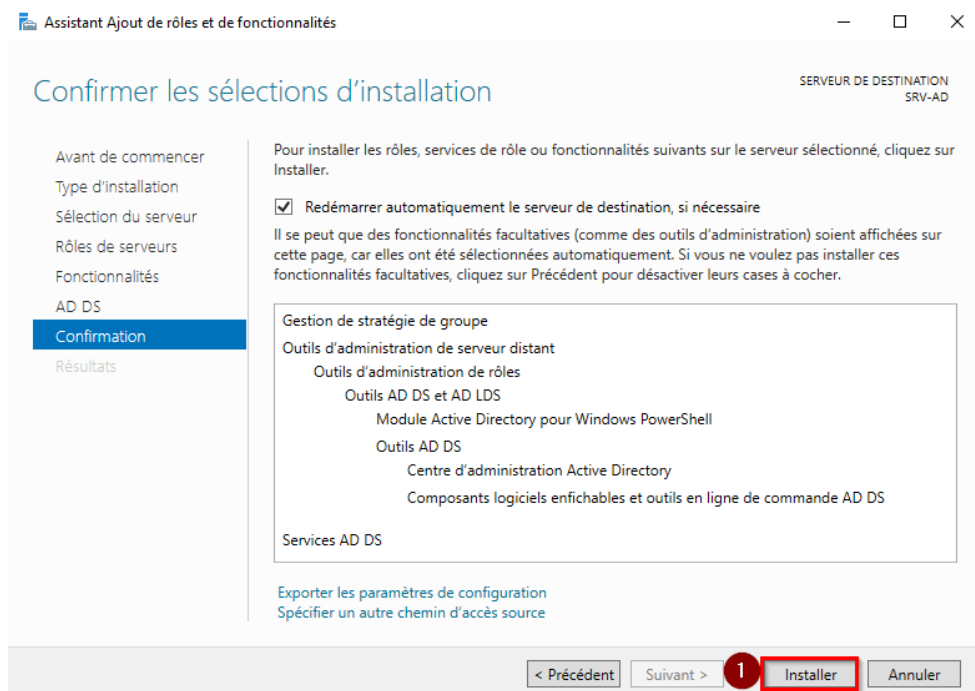 Assistant Ajout de rôles et de fonctionnalités
Confirmer les sélections d'installation
SERVEUR DE DESTINATION
SRV-AD
Avant de commencer
Type d'installation
Sélection du serveur
Rôles de serveurs
Fonctionnalités
AD DS
Confirmation
Résultats
Pour installer les rôles, services de rôle ou fonctionnalités suivants sur le serveur sélectionné, cliquez sur
Installer.
Redémarrer automatiquement le serveur de destination, si nécessaire
Il se peut que des fonctionnalités facultatives (comme des outils d'administration) soient affichées sur
cette page, car elles ont été sélectionnées automatiquement. Si vous ne voulez pas installer ces
fonctionnalités facultatives, cliquez sur Précédent pour désactiver leurs cases à cocher.
Gestion de stratégie de groupe
Outils d'administration de serveur distant
Outils d'administration de rôles
Outils AD DS et AD LDS
Module Active Directory pour Windows PowerShell
Outils AD DS
Centre d'administration Active Directory
Composants logiciels enfichables et outils en ligne de commande AD DS
Services AD DS
Exporter les paramètres de configuration
Spécifier un autre chemin d'accès source
< Précédent
Suivant >
1
Installer
Annuler